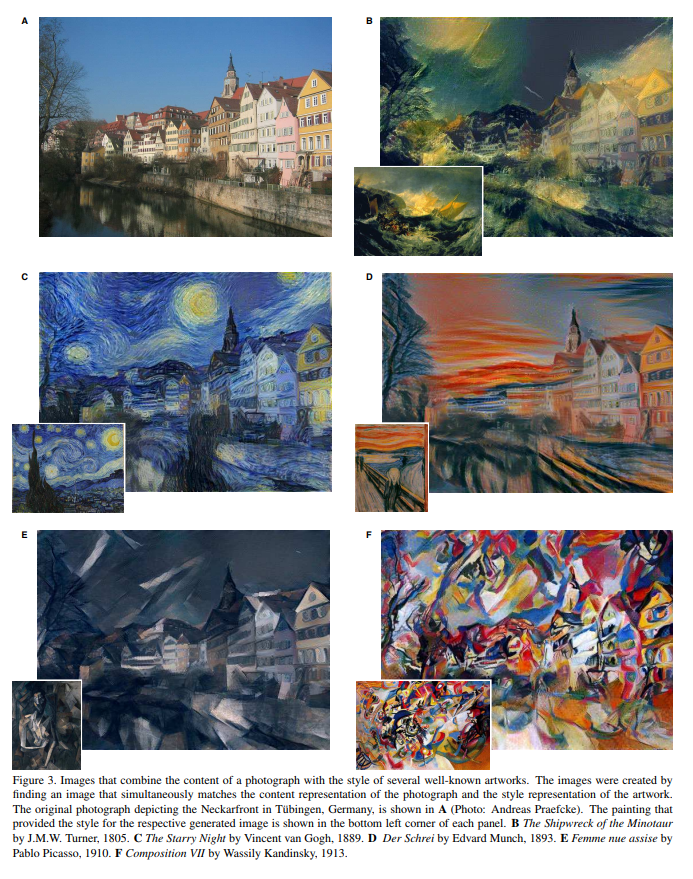 A
B
C
D
E
F
Figure 3. Images that combine the content of a photograph with the style of several well-known artworks. The images were created by
finding an image that simultaneously matches the content representation of the photograph and the style representation of the artwork.
The original photograph depicting the Neckarfront in Tübingen, Germany, is shown in A (Photo: Andreas Praefcke). The painting that
provided the style for the respective generated image is shown in the bottom left corner of each panel. B The Shipwreck of the Minotaur
by J.M.W. Turner, 1805. C The Starry Night by Vincent van Gogh, 1889. D Der Schrei by Edvard Munch, 1893. E Femme nue assise by
Pablo Picasso, 1910. F Composition VII by Wassily Kandinsky, 1913.